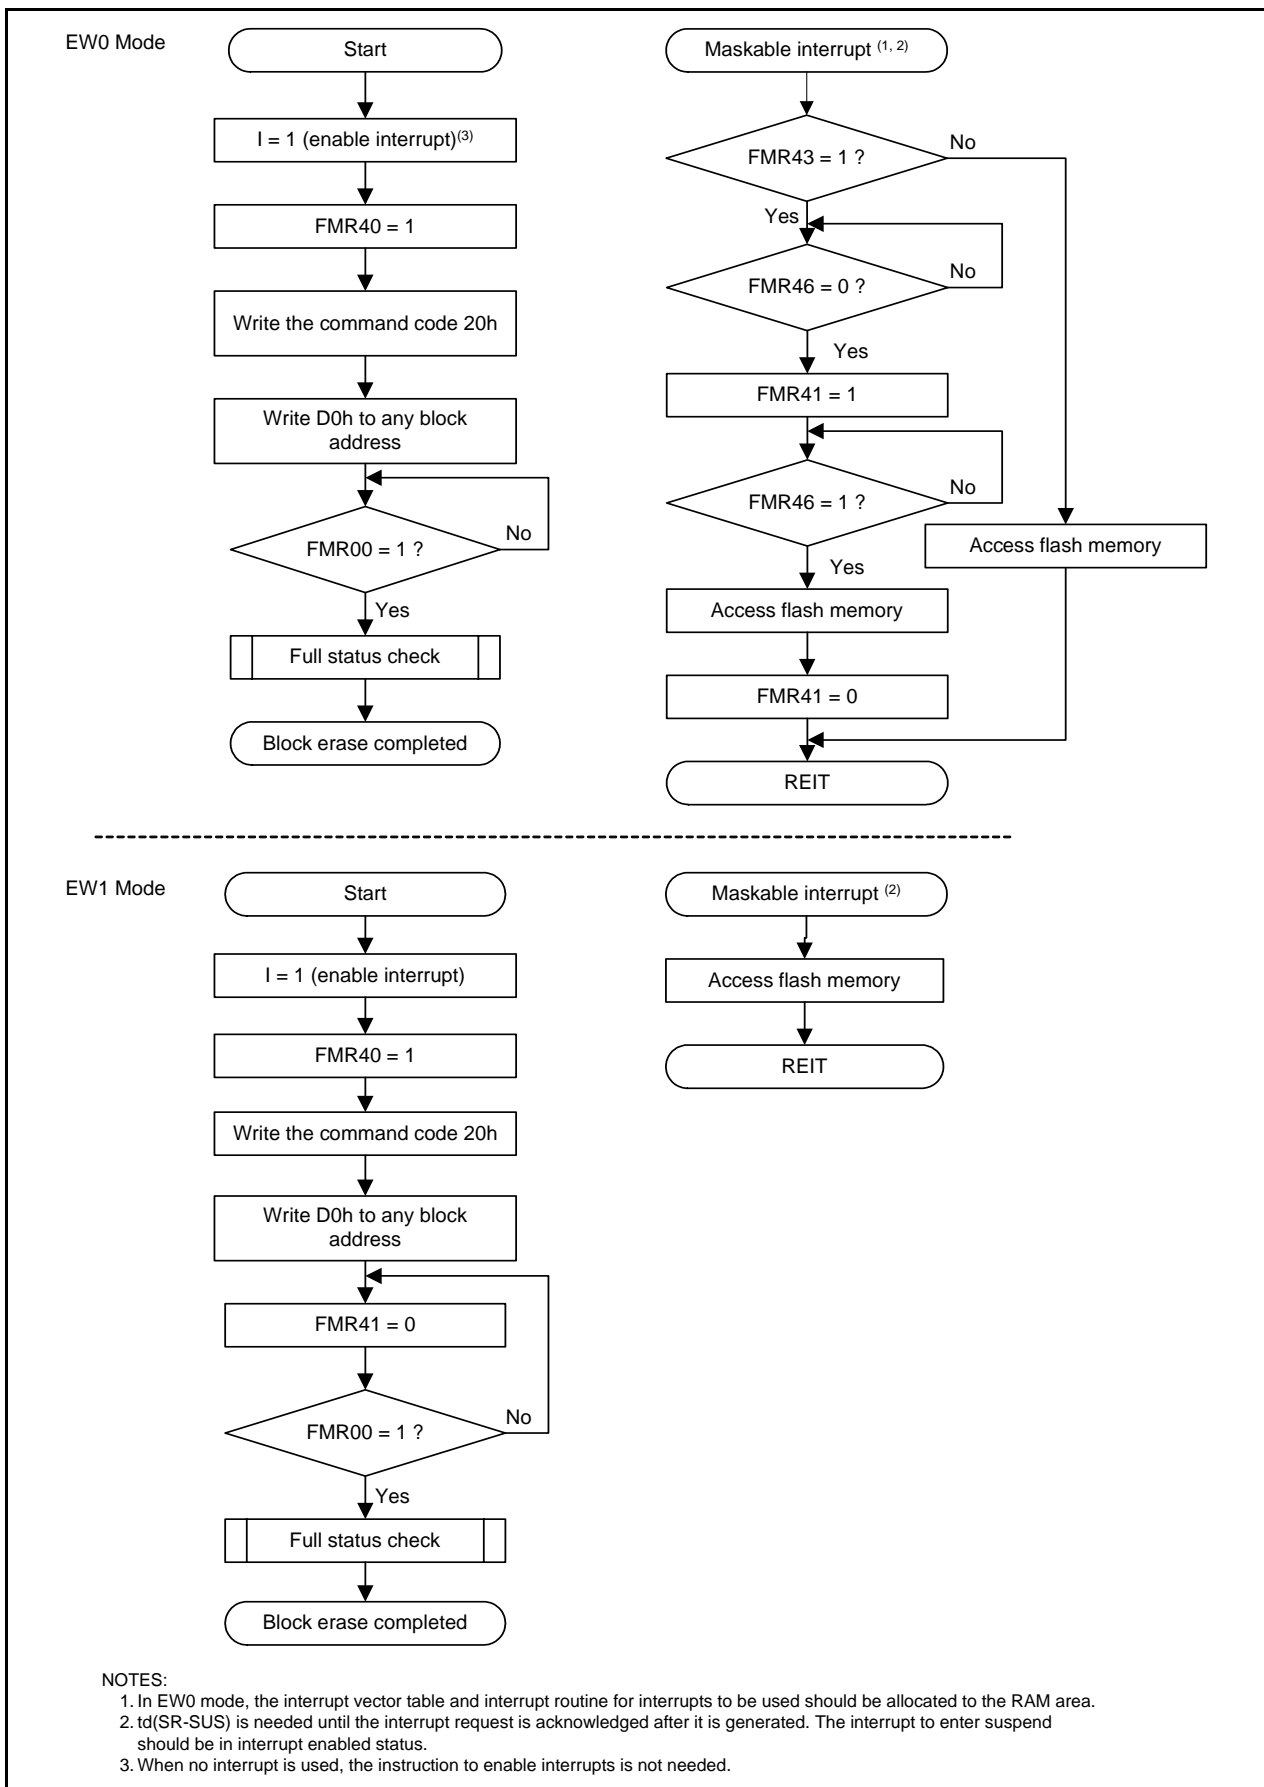 EW0 Mode
Start
I = 1 (enable interrupt)(3)
FMR40 = 1
Write the command code 20h
Write D0h to any block
address
FMR00 = 1 ?
No
Yes
Full status check
Block erase completed
Maskable interrupt (1, 2)
FMR43 = 1 ?
No
Yes
FMR46 = 0 ?
No
Yes
FMR41 = 1
FMR46 = 1 ?
No
Yes
Access flash memory
Access flash memory
FMR41 = 0
REIT
EW1 Mode
Start
I = 1 (enable interrupt)
FMR40 = 1
Write the command code 20h
Write D0h to any block
address
FMR41 = 0
FMR00 = 1 ?
No
Yes
Full status check
Block erase completed
Maskable interrupt (2)
Access flash memory
REIT
NOTES:
1. In EW0 mode, the interrupt vector table and interrupt routine for interrupts to be used should be allocated to the RAM area.
2. td(SR-SUS) is needed until the interrupt request is acknowledged after it is generated. The interrupt to enter suspend
should be in interrupt enabled status.
3. When no interrupt is used, the instruction to enable interrupts is not needed.